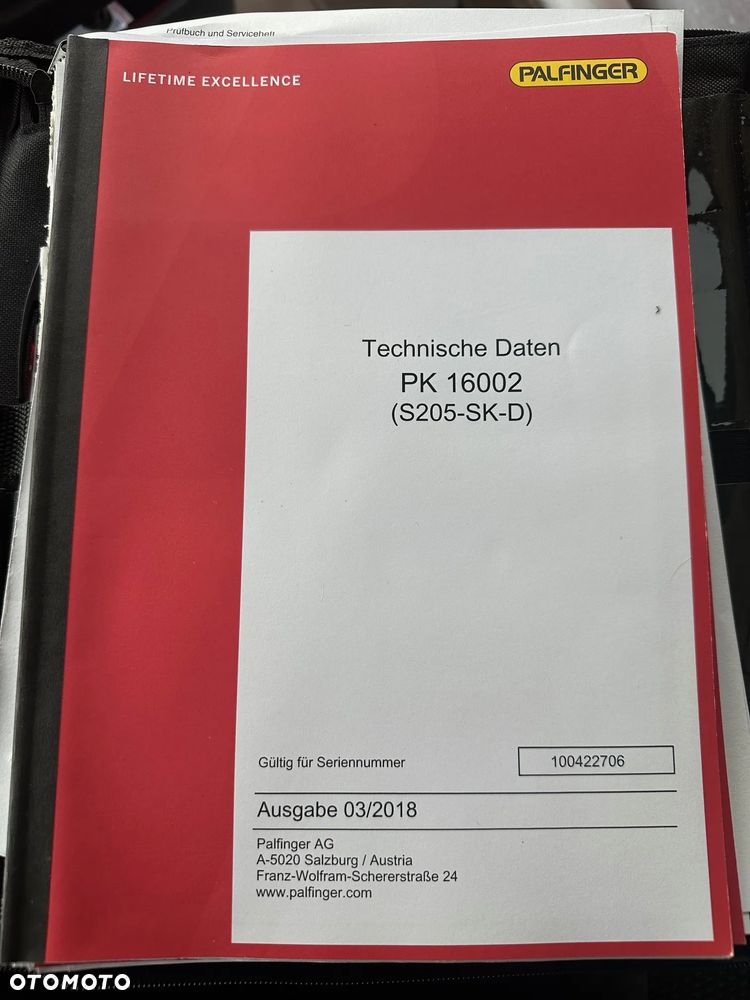 Prüfbuch und Serviceheft
LIFETIME EXCELLENCE
PALFINGER
Technische Daten
PK 16002
(S205-SK-D)
Gültig für Seriennummer
100422706
Ausgabe 03/2018
Palfinger AG
A-5020 Salzburg / Austria
Franz-Wolfram-Schererstraße 24
www.palfinger.com
OTOMOTO